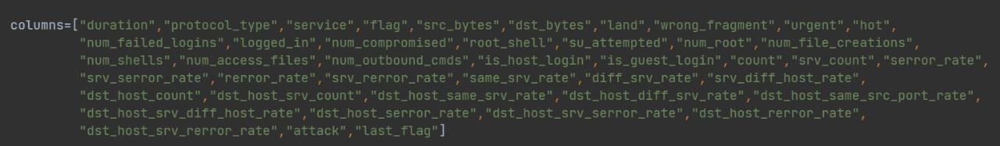 columns=["duration","protocol_type","service","flag","src_bytes","dst_bytes","land","wrong_fragment","urgent","hot",
"num_failed_logins","logged_in","num_compromised","root_shell","su_attempted","num_root","num_file_creations",
"num_shells","num_access_files","num_outbound_cmds","is_host_login","is_guest_login","count","srv_count","serror_rate",
"srv_serror_rate","rerror_rate","srv_rerror_rate","same_srv_rate","diff_srv_rate","srv_diff_host_rate",
"dst_host_count","dst_host_srv_count","dst_host_same_srv_rate","dst_host_diff_srv_rate","dst_host_same_src_port_rate",
"dst_host_srv_diff_host_rate","dst_host_serror_rate","dst_host_srv_serror_rate","dst_host_rerror_rate",
"dst_host_srv_rerror_rate","attack","last_flag"]